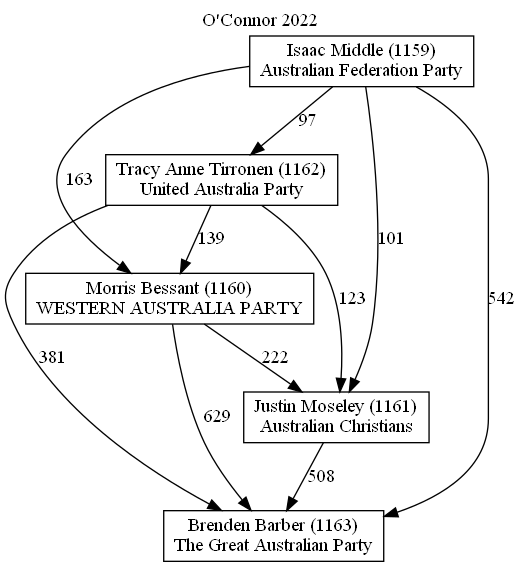 O'Connor 2022
Isaac Middle (1159)
Australian Federation Party
97
Tracy Anne Tirronen (1162)
United Australia Party
163
139
101
542
Morris Bessant (1160)
WESTERN AUSTRALIA PARTY
123
381
222
629
Justin Moseley (1161)
Australian Christians
508
Brenden Barber (1163)
The Great Australian Party